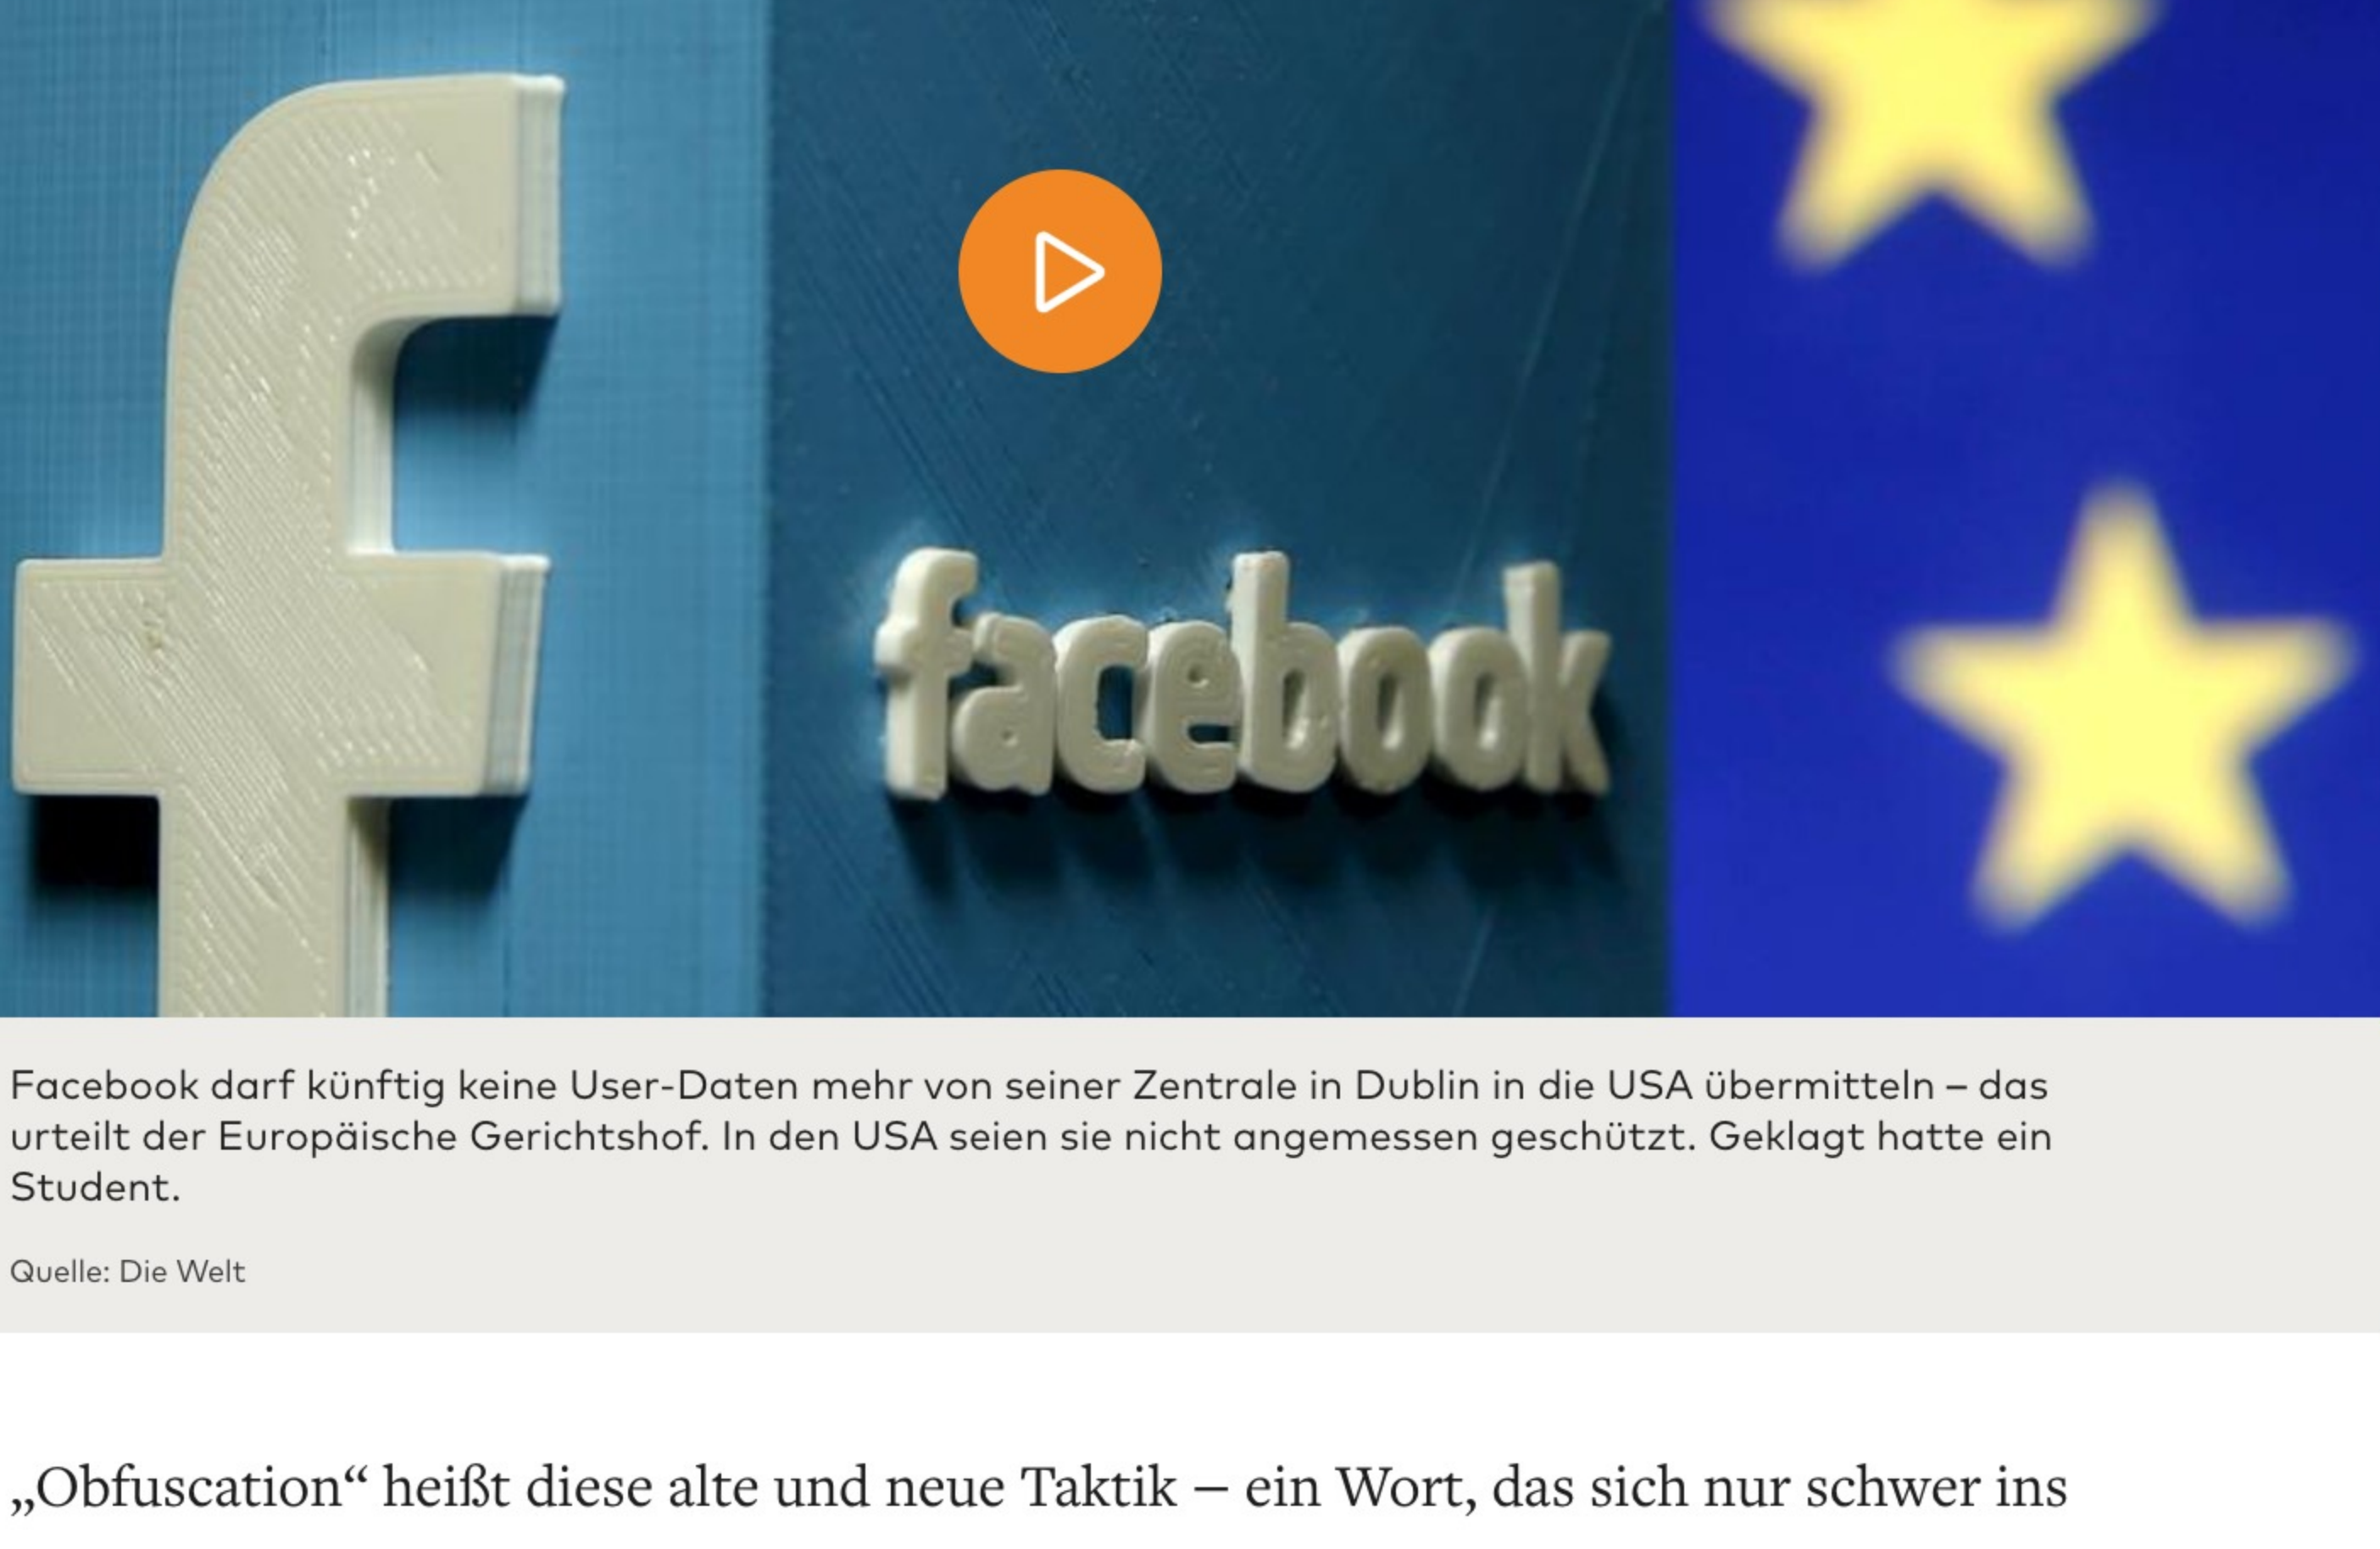 facebook
Facebook darf künftig keine User-Daten mehr von seiner Zentrale in Dublin in die USA übermitteln – das
urteilt der Europäische Gerichtshof. In den USA seien sie nicht angemessen geschützt. Geklagt hatte ein
Student.
Quelle: Die Welt
„Obfuscation“ heißt diese alte und neue Taktik – ein Wort, das sich nur schwer ins